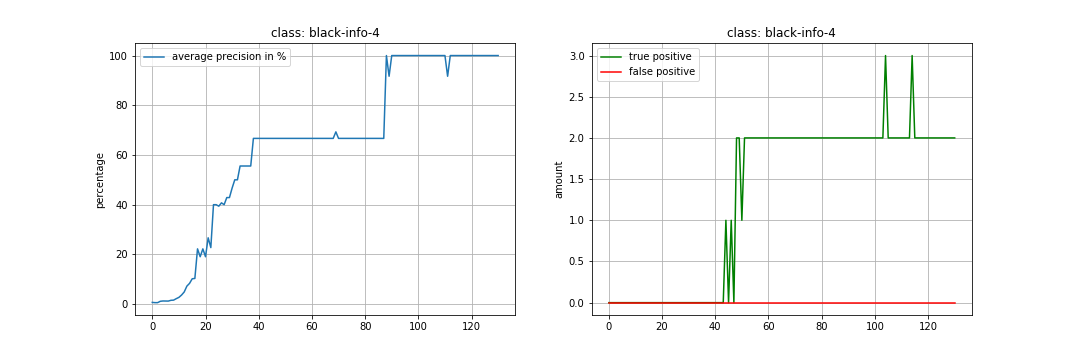 class: black-info-4
average precision in %
percentage
100
80
60
40
20
0
0 20 40 60 80 100 120
class: black-info-4
true positive
false positive
amount
3.0
2.5
2.0
1.5
1.0
0.5
0.0
0 20 40 60 80 100 120